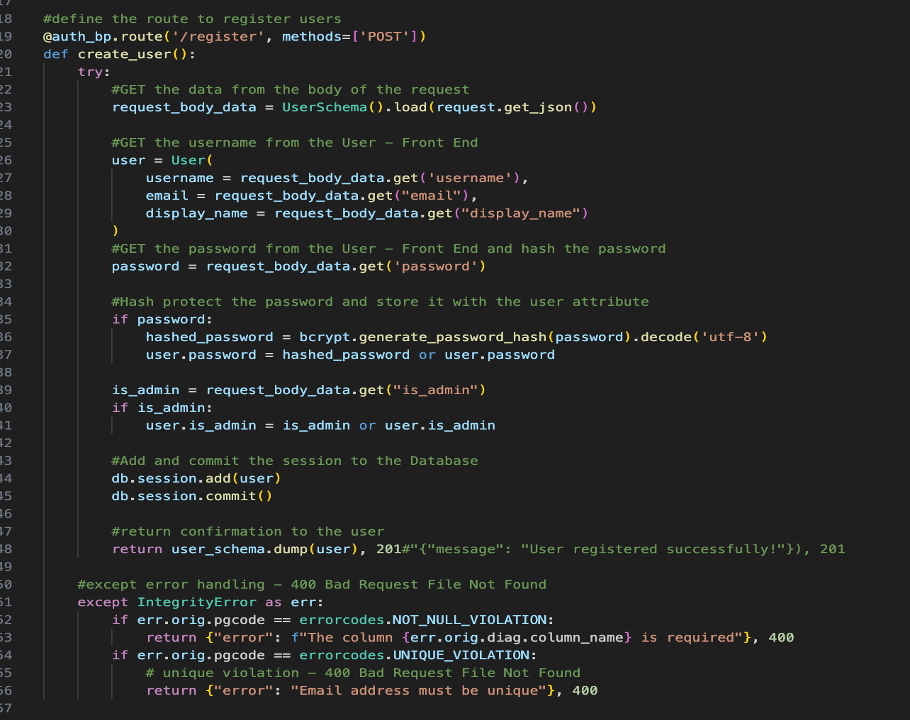 17
18 #define the route to register users
19 @auth_bp.route('/register', methods=['POST'])
20 def create_user():
21     try:
22         #GET the data from the body of the request
23         request_body_data = UserSchema().load(request.get_json())
24
25         #GET the username from the User – Front End
26         user = User(
27             username = request_body_data.get('username'),
28             email = request_body_data.get("email"),
29             display_name = request_body_data.get("display_name")
30         )
31         #GET the password from the User – Front End and hash the password
32         password = request_body_data.get('password')
33
34         #Hash protect the password and store it with the user attribute
35         if password:
36             hashed_password = bcrypt.generate_password_hash(password).decode('utf-8')
37             user.password = hashed_password or user.password
38
39         is_admin = request_body_data.get("is_admin")
40         if is_admin:
41             user.is_admin = is_admin or user.is_admin
42
43         #Add and commit the session to the Database
44         db.session.add(user)
45         db.session.commit()
46
47         #return confirmation to the user
48         return user_schema.dump(user), 201#"{"message": "User registered successfully!"}), 201
49
50     #except error handling – 400 Bad Request File Not Found
51     except IntegrityError as err:
52         if err.orig.pgcode == errorcodes.NOT_NULL_VIOLATION:
53             return {"error": f"The column {err.orig.diag.column_name} is required"}, 400
54         if err.orig.pgcode == errorcodes.UNIQUE_VIOLATION:
55             # unique violation – 400 Bad Request File Not Found
56             return {"error": "Email address must be unique"}, 400
57